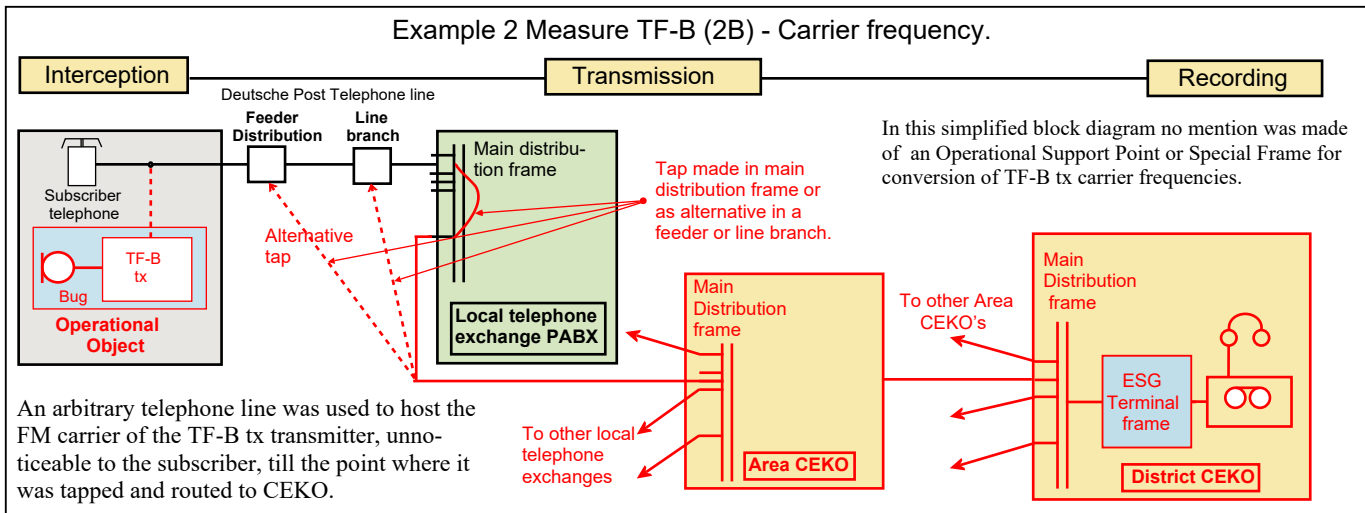 Example 2 Measure TF-B (2B) - Carrier frequency.
Interception
Transmission
Recording
Deutsche Post Telephone line
Feeder
Distribution
Line
branch
Subscriber
telephone
TF-B
tx
Bug
Operational
Object
Alternative
tap
Main distribu-
tion frame
Local telephone
exchange PABX
Tap made in main
distribution frame or
as alternative in a
feeder or line branch.
In this simplified block diagram no mention was made
of an Operational Support Point or Special Frame for
conversion of TF-B tx carrier frequencies.
Main
Distribution
frame
To other local
telephone
exchanges
Area CEKO
To other Area
CEKO’s
Main
Distribution
frame
ESG
Terminal
frame
District CEKO
An arbitrary telephone line was used to host the
FM carrier of the TF-B tx transmitter, unno-
ticeable to the subscriber, till the point where it
was tapped and routed to CEKO.